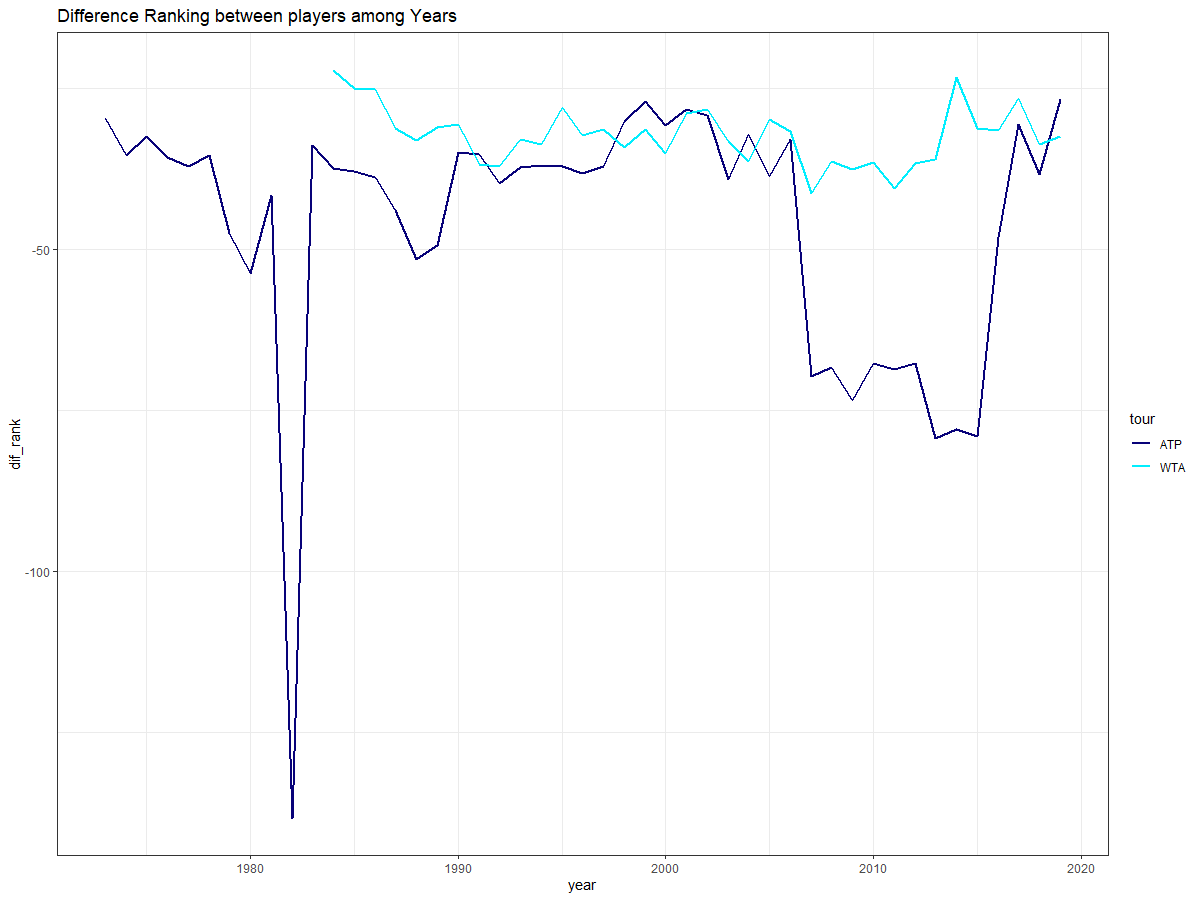 Difference Ranking between players among Years
dif_rank
-50
-100
1980
1990
2000
2010
2020
year
tour
ATP
WTA